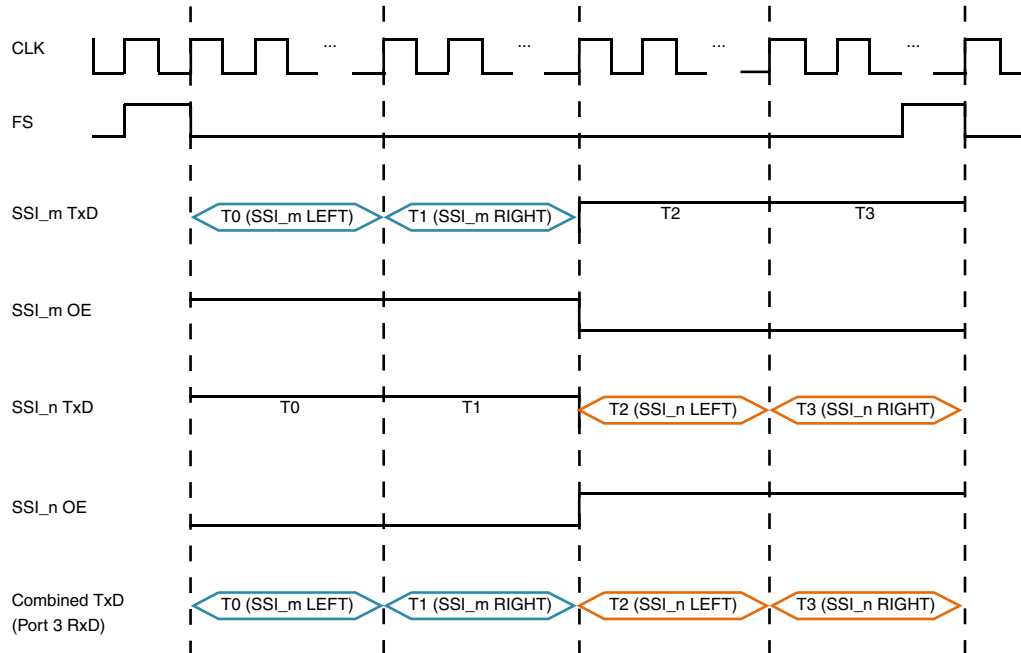 CLK ... ... ... ...
FS
SSI_m TxD T0 (SSI_m LEFT) T1 (SSI_m RIGHT) T2 T3
SSI_m OE
SSI_n TxD T0 T1 T2 (SSI_n LEFT) T3 (SSI_n RIGHT)
SSI_n OE
Combined TxD T0 (SSI_m LEFT) T1 (SSI_m RIGHT) T2 (SSI_n LEFT) T3 (SSI_n RIGHT)
(Port 3 RxD)